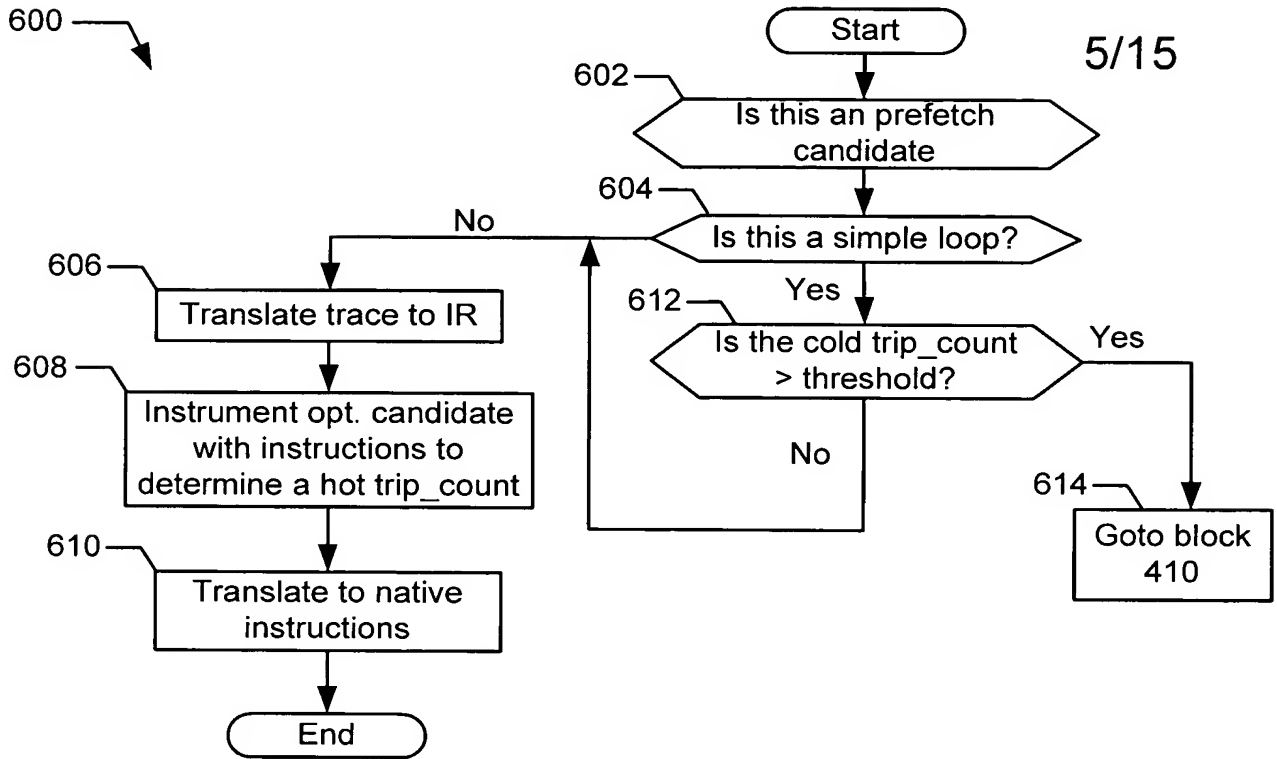 600
Start
5/15
602
Is this an prefetch
candidate
604
No
Is this a simple loop?
606
Translate trace to IR
Yes
612
Is the cold trip_count
> threshold?
Yes
608
Instrument opt. candidate
with instructions to
determine a hot trip_count
No
614
Goto block
410
610
Translate to native
instructions
End